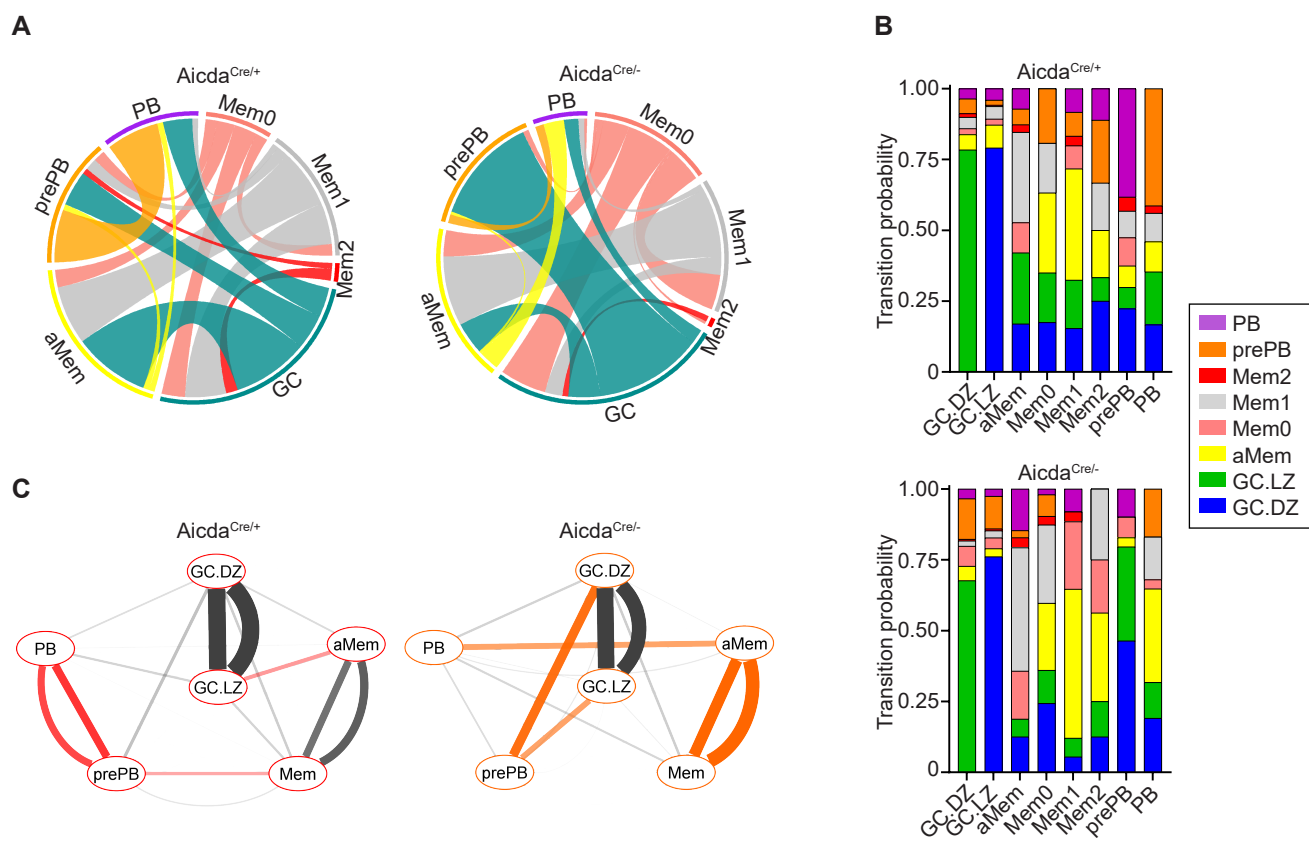 A
B
Aicda^Cre/+
PB
Mem0
prePB
Mem1
Mem2
aMem
GC
Aicda^Cre/-
PB
Mem0
prePB
Mem1
Mem2
aMem
GC
Aicda^Cre/+
Transition probability
1.00
0.75
0.50
0.25
0
GC.DZ
GC.LZ
aMem
Mem0
Mem1
Mem2
prePB
PB
PB
prePB
Mem2
Mem1
Mem0
aMem
GC.LZ
GC.DZ
Aicda^Cre/-
Transition probability
1.00
0.75
0.50
0.25
0
GC.DZ
GC.LZ
aMem
Mem0
Mem1
Mem2
prePB
PB
C
Aicda^Cre/+
GC.DZ
PB
aMem
GC.LZ
prePB
Mem
Aicda^Cre/-
GC.DZ
PB
aMem
GC.LZ
prePB
Mem